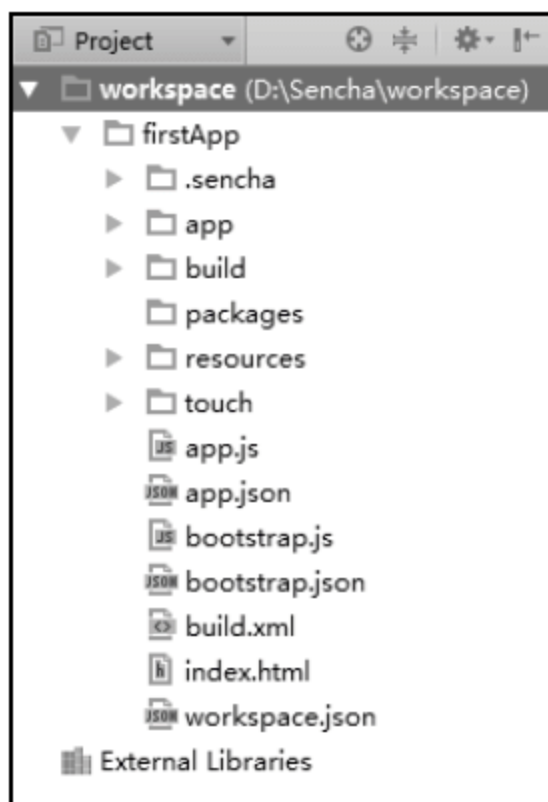 Project
workspace (D:\Sencha\workspace)
firstApp
.sencha
app
build
packages
resources
touch
app.js
app.json
bootstrap.js
bootstrap.json
build.xml
index.html
workspace.json
External Libraries